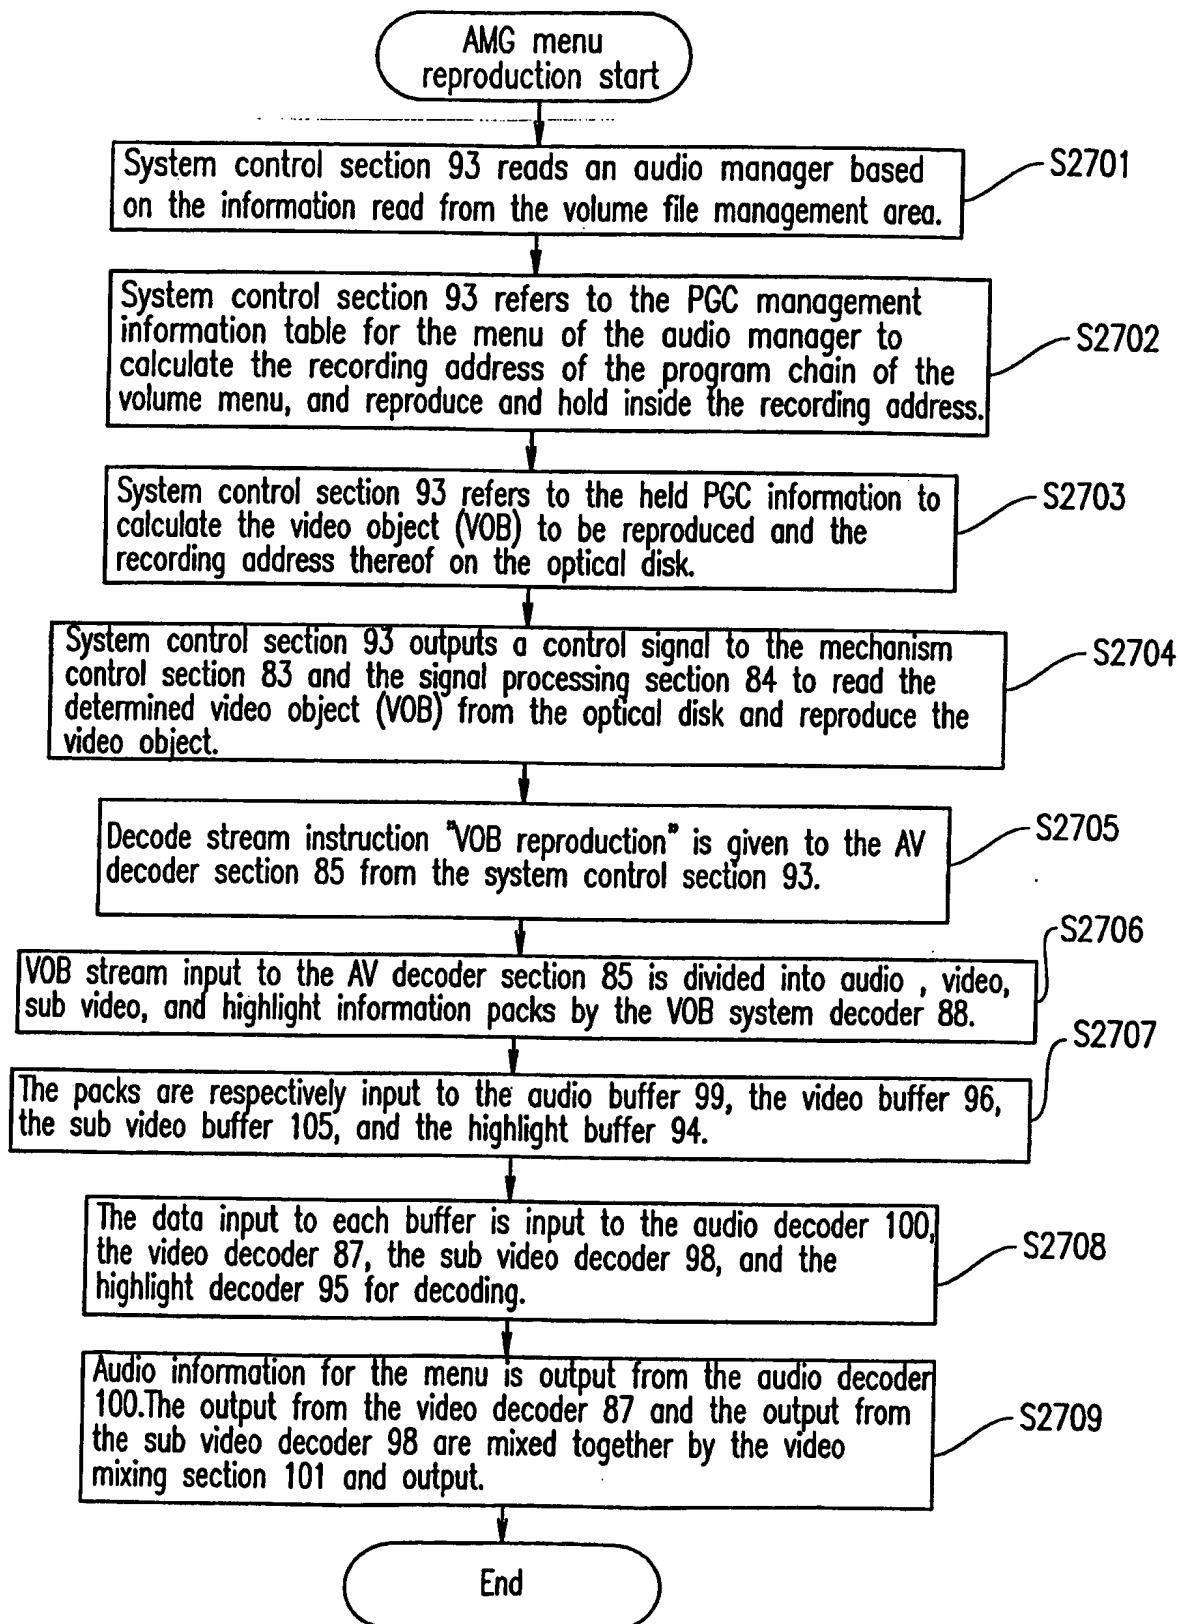 AMG menu
reproduction start
System control section 93 reads an audio manager based
on the information read from the volume file management area.
S2701
System control section 93 refers to the PGC management
information table for the menu of the audio manager to
calculate the recording address of the program chain of the
volume menu, and reproduce and hold inside the recording address.
S2702
System control section 93 refers to the held PGC information to
calculate the video object (VOB) to be reproduced and the
recording address thereof on the optical disk.
S2703
System control section 93 outputs a control signal to the mechanism
control section 83 and the signal processing section 84 to read the
determined video object (VOB) from the optical disk and reproduce the
video object.
S2704
Decode stream instruction "VOB reproduction" is given to the AV
decoder section 85 from the system control section 93.
S2705
VOB stream input to the AV decoder section 85 is divided into audio , video,
sub video, and highlight information packs by the VOB system decoder 88.
S2706
The packs are respectively input to the audio buffer 99, the video buffer 96,
the sub video buffer 105, and the highlight buffer 94.
S2707
The data input to each buffer is input to the audio decoder 100,
the video decoder 87, the sub video decoder 98, and the
highlight decoder 95 for decoding.
S2708
Audio information for the menu is output from the audio decoder
100.The output from the video decoder 87 and the output from
the sub video decoder 98 are mixed together by the video
mixing section 101 and output.
S2709
End